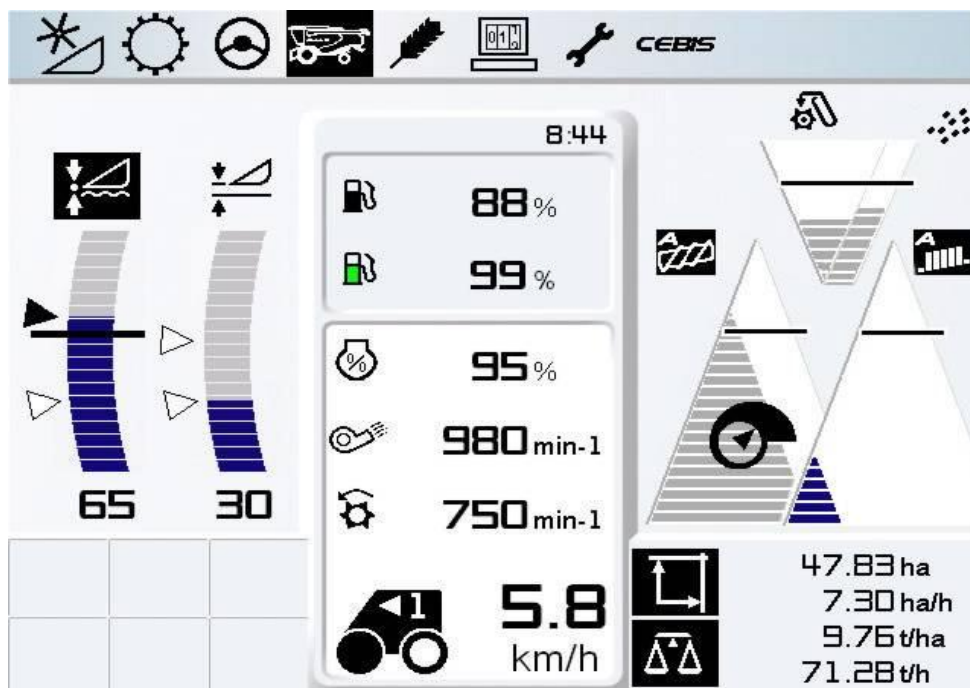 CEBIS
8:44
88 %
99 %
A
A
% 95 %
980 min-1
65
30
750 min-1
1
5.8
km/h
47.83 ha
7.30 ha/h
9.76 t/ha
71.28 t/h